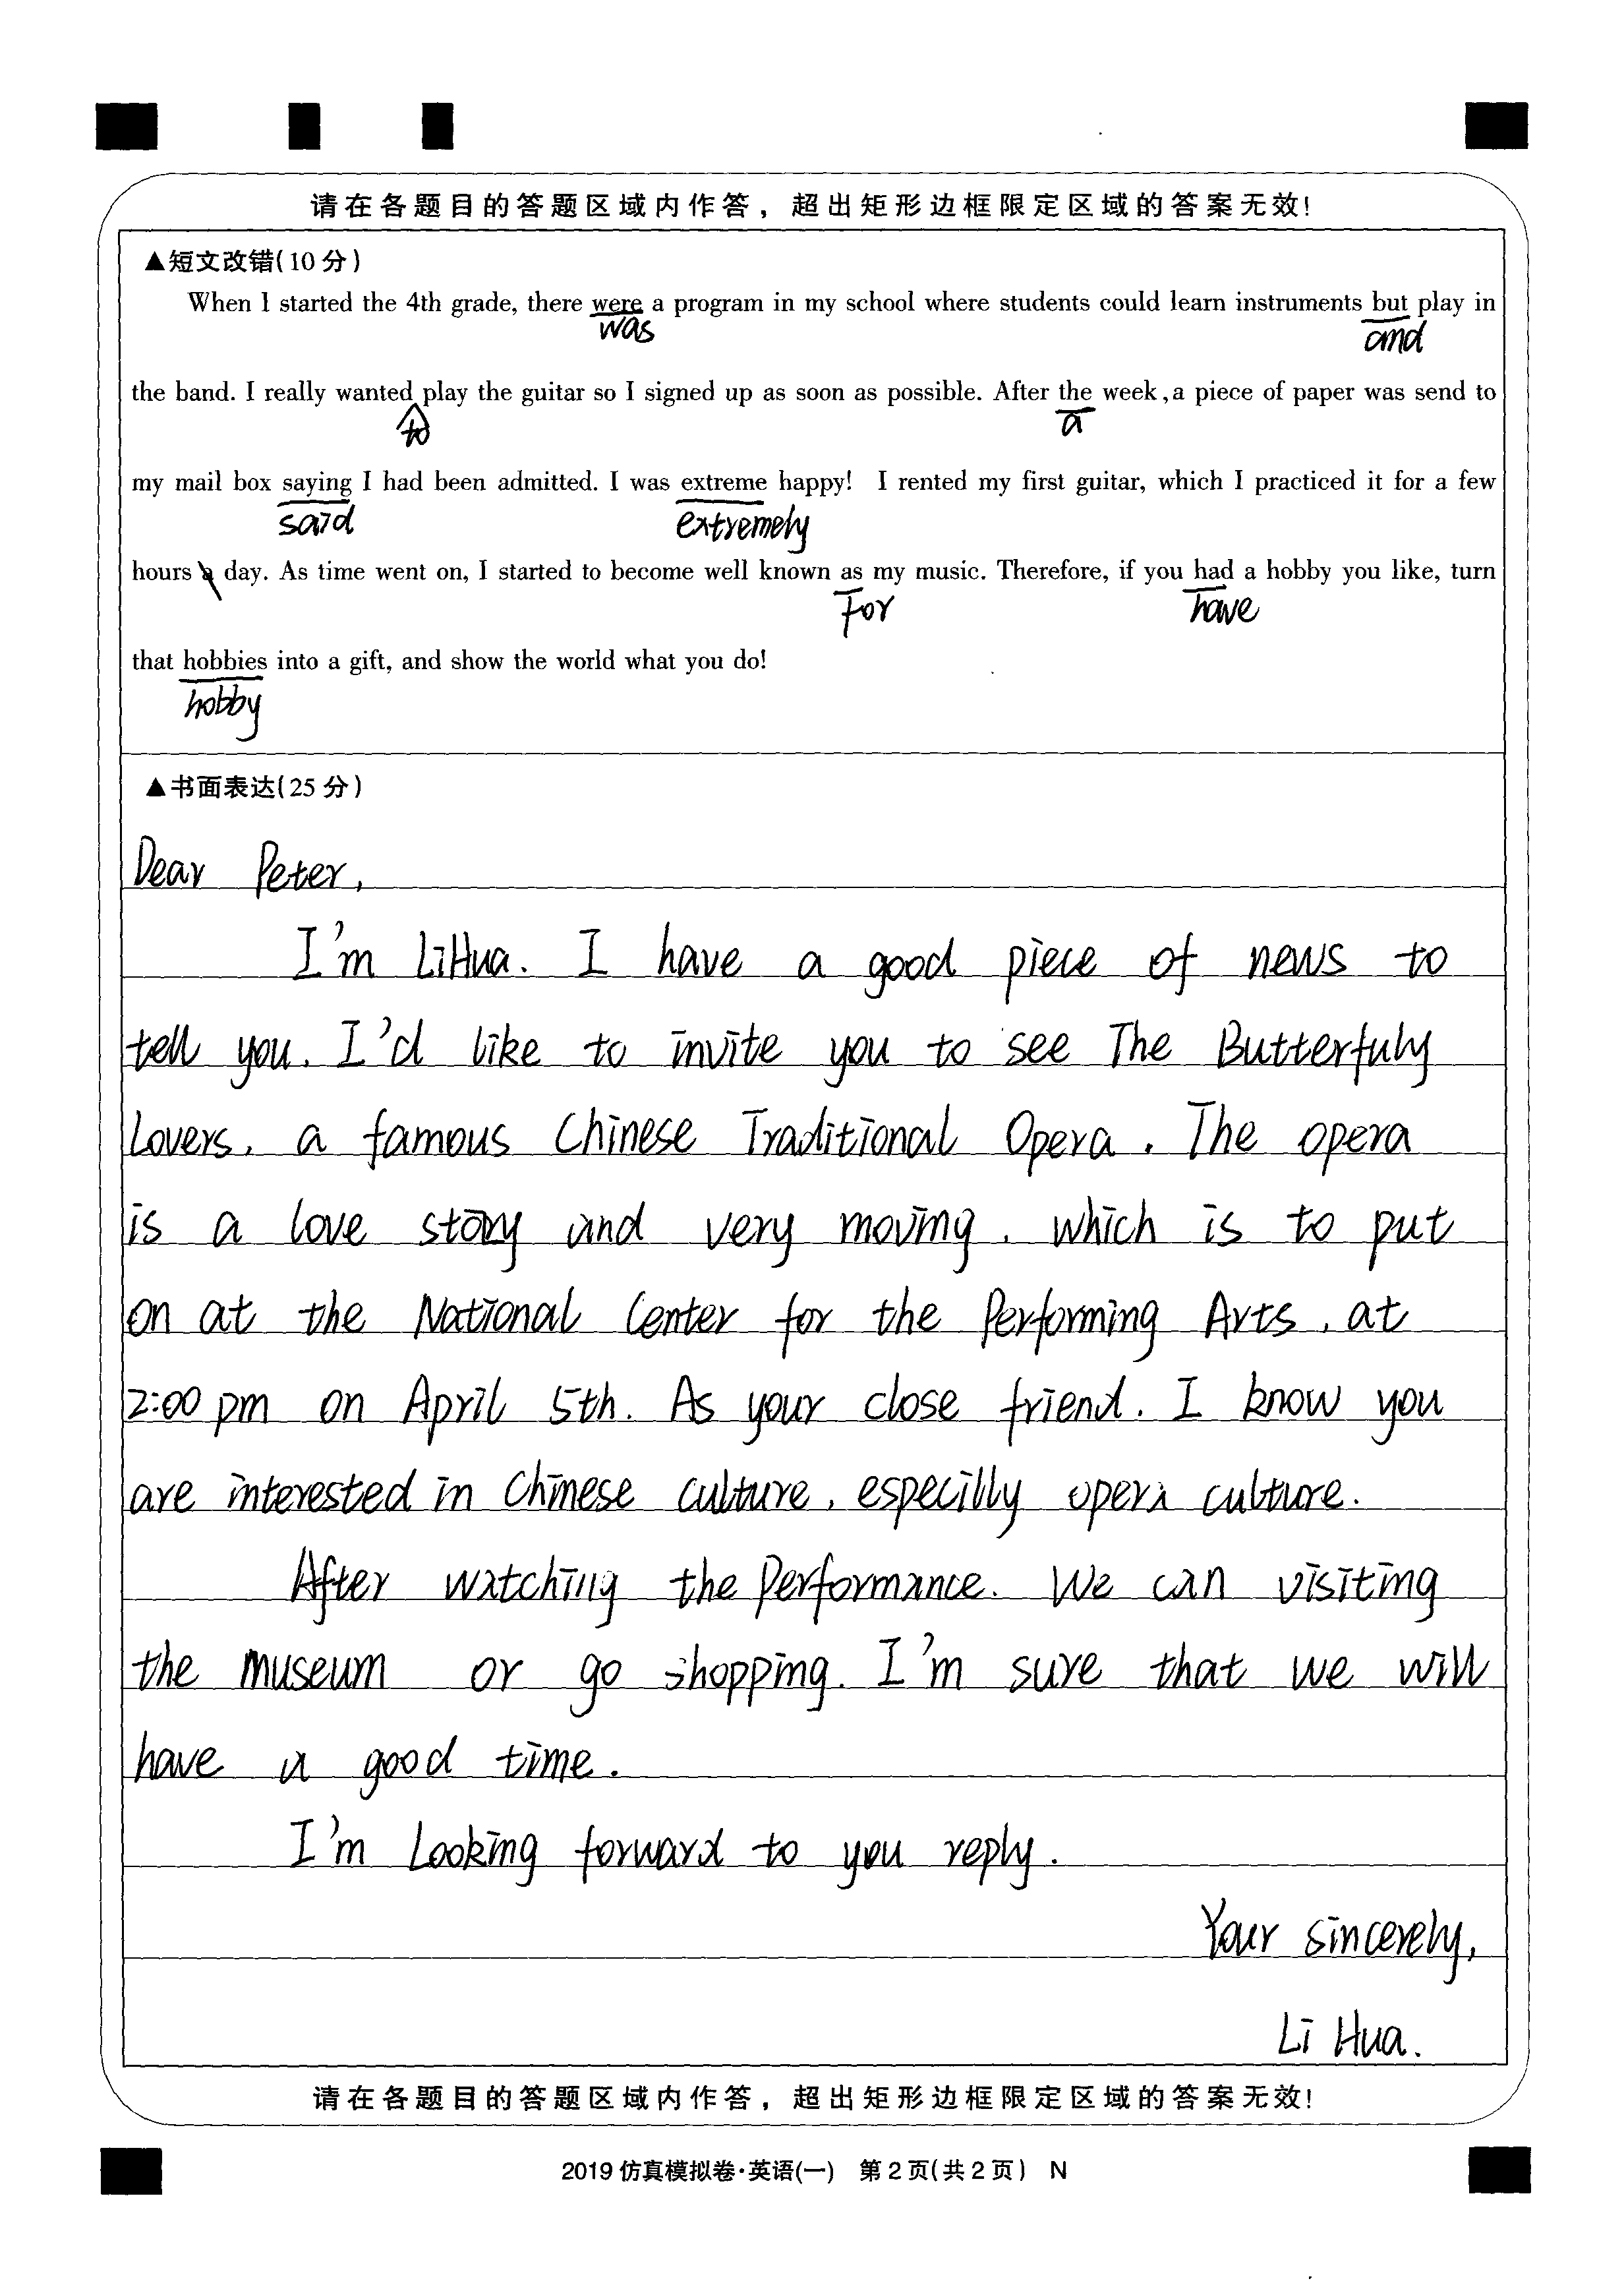 请在各题目的答题区域内作答，超出矩形边框限定区域的答案无效!
▲短文改错(10分)
When I started the 4th grade, there were a program in my school where students could learn instruments but play in
was
and
the band. I really wanted play the guitar so I signed up as soon as possible. After the week,a piece of paper was send to
to
a
my mail box saying I had been admitted. I was extreme happy! I rented my first guitar, which I practiced it for a few
said
extremely
hours a day. As time went on, I started to become well known as my music. Therefore, if you had a hobby you like, turn
For
have
that hobbies into a gift, and show the world what you do!
hobby
▲书面表达(25分)
Dear Peter,
I'm LiHua. I have a good piece of news to
tell you. I'd like to invite you to see The Butterfuly
Lovers, a famous Chinese Traditional Opera. The opera
is a love story and very moving, which is to put
on at the National Center for the Performing Arts, at
2:00 pm on April 5th. As your close friend. I know you
are interested in Chinese culture, especilly opera culture.
After watching the Performance. We can visiting
the museum or go shopping. I'm sure that we will
have a good time.
I'm Looking forward to you reply.
Your sincerely,
Li Hua.
请在各题目的答题区域内作答，超出矩形边框限定区域的答案无效!
2019仿真模拟卷·英语(一) 第2页(共2页) N